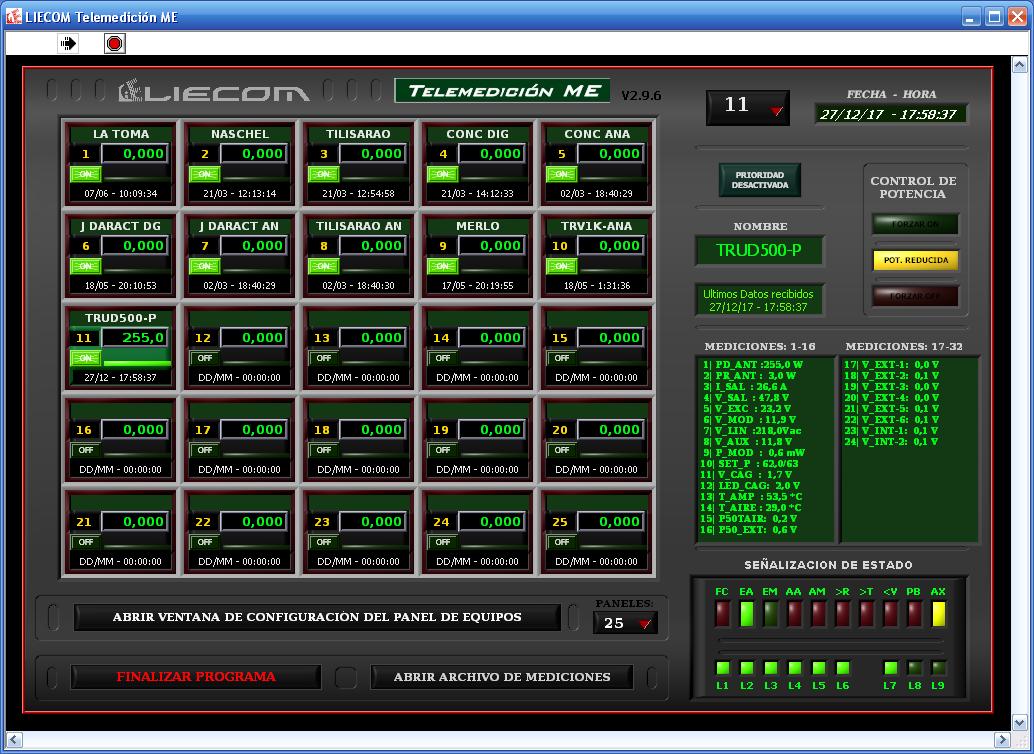 LIECOM Telemedición ME
LIECOM
TELEMEDICIÓN ME
V2.9.6
11
FECHA - HORA
27/12/17 - 17:58:37
LA TOMA
1 0,000
ON
07/06 - 10:09:34
NASCHEL
2 0,000
ON
21/03 - 12:13:14
TILISARAO
3 0,000
ON
21/03 - 12:54:58
CONC DIG
4 0,000
ON
21/03 - 14:12:33
CONC ANA
5 0,000
ON
02/03 - 18:40:29
J DARACT DG
6 0,000
ON
18/05 - 20:10:53
J DARACT AN
7 0,000
ON
02/03 - 18:40:29
TILISARAO AN
8 0,000
ON
02/03 - 18:40:30
MERLO
9 0,000
ON
17/05 - 20:19:55
TRV1K-ANA
10 0,000
ON
18/05 - 1:31:36
TRUD500-P
11 255,0
ON
27/12 - 17:58:37
12 0,000
OFF
DD/MM - 00:00:00
13 0,000
OFF
DD/MM - 00:00:00
14 0,000
OFF
DD/MM - 00:00:00
15 0,000
OFF
DD/MM - 00:00:00
16 0,000
OFF
DD/MM - 00:00:00
17 0,000
OFF
DD/MM - 00:00:00
18 0,000
OFF
DD/MM - 00:00:00
19 0,000
OFF
DD/MM - 00:00:00
20 0,000
OFF
DD/MM - 00:00:00
21 0,000
OFF
DD/MM - 00:00:00
22 0,000
OFF
DD/MM - 00:00:00
23 0,000
OFF
DD/MM - 00:00:00
24 0,000
OFF
DD/MM - 00:00:00
25 0,000
OFF
DD/MM - 00:00:00
ABRIR VENTANA DE CONFIGURACIÓN DEL PANEL DE EQUIPOS
PANELES:
25
FINALIZAR PROGRAMA
ABRIR ARCHIVO DE MEDICIONES
PRIORIDAD
DESACTIVADA
NOMBRE
TRUD500-P
Ultimos Datos recibidos
27/12/17 - 17:58:37
CONTROL DE
POTENCIA
FORZAR ON
POT. REDUCIDA
FORZAR OFF
MEDICIONES: 1-16
1| PD_ANT :255,0 W
2| PR_ANT : 3,0 W
3| I_SAL : 26,6 A
4| V_SAL : 47,8 V
5| V_EXC : 23,2 V
6| V_MOD : 11,9 V
7| V_LIN :218,0Vac
8| V_AUX : 11,8 V
9| P_MOD : 0,6 mW
10| SET_P : 62,0/63
11| V_CAG : 1,7 V
12| LED_CAG: 2,0 V
13| T_AMP : 53,5 °C
14| T_AIRE : 29,0 °C
15| P50TAIR: 0,2 V
16| P50_EXT: 0,6 V
MEDICIONES: 17-32
17| V_EXT-1: 0,0 V
18| V_EXT-2: 0,1 V
19| V_EXT-3: 0,0 V
20| V_EXT-4: 0,0 V
21| V_EXT-5: 0,1 V
22| V_EXT-6: 0,1 V
23| V_INT-1: 0,1 V
24| V_INT-2: 0,1 V
SEÑALIZACION DE ESTADO
FC EA EM AA AM >R >T <V PB AX
L1 L2 L3 L4 L5 L6 L7 L8 L9